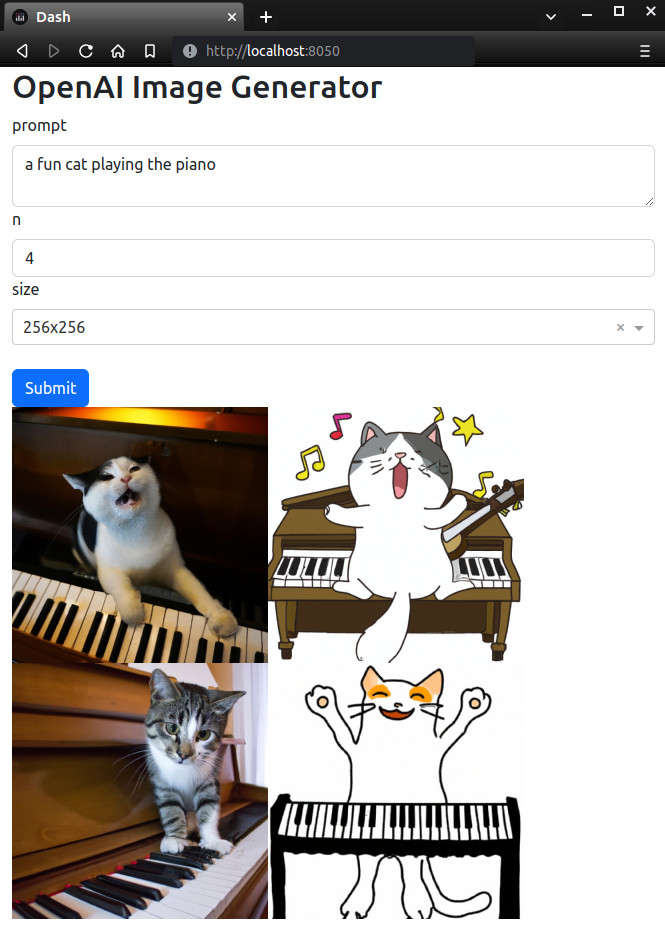 Dash
http://localhost:8050
OpenAI Image Generator
prompt
a fun cat playing the piano
n
4
size
256x256
Submit